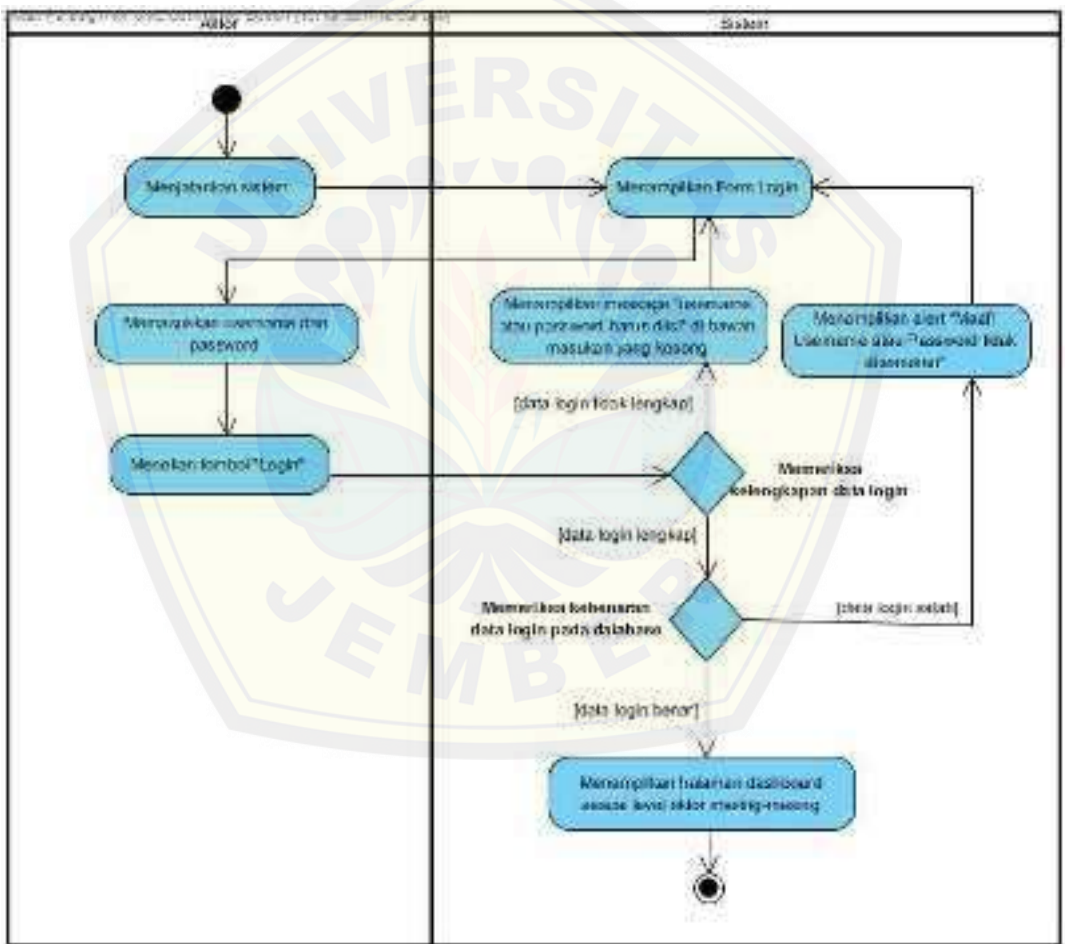 Aktor
Sistem
UNIVERSITAS
Menjalankan sistem
Menampilkan Form Login
Memasukkan username dan
password
Menampilkan message "username
atau password harus diisi" di bawah
masukan yang kosong
Menampilkan alert "Maaf!
Username atau Password tidak
ditemukan"
[data login tidak lengkap]
Menekan tombol "Login"
Memeriksa
kelengkapan data login
[data login lengkap]
Memeriksa kebenaran
data login pada database
[data login salah]
JEMBER
[data login benar]
Menampilkan halaman dashboard
sesuai level aktor masing-masing